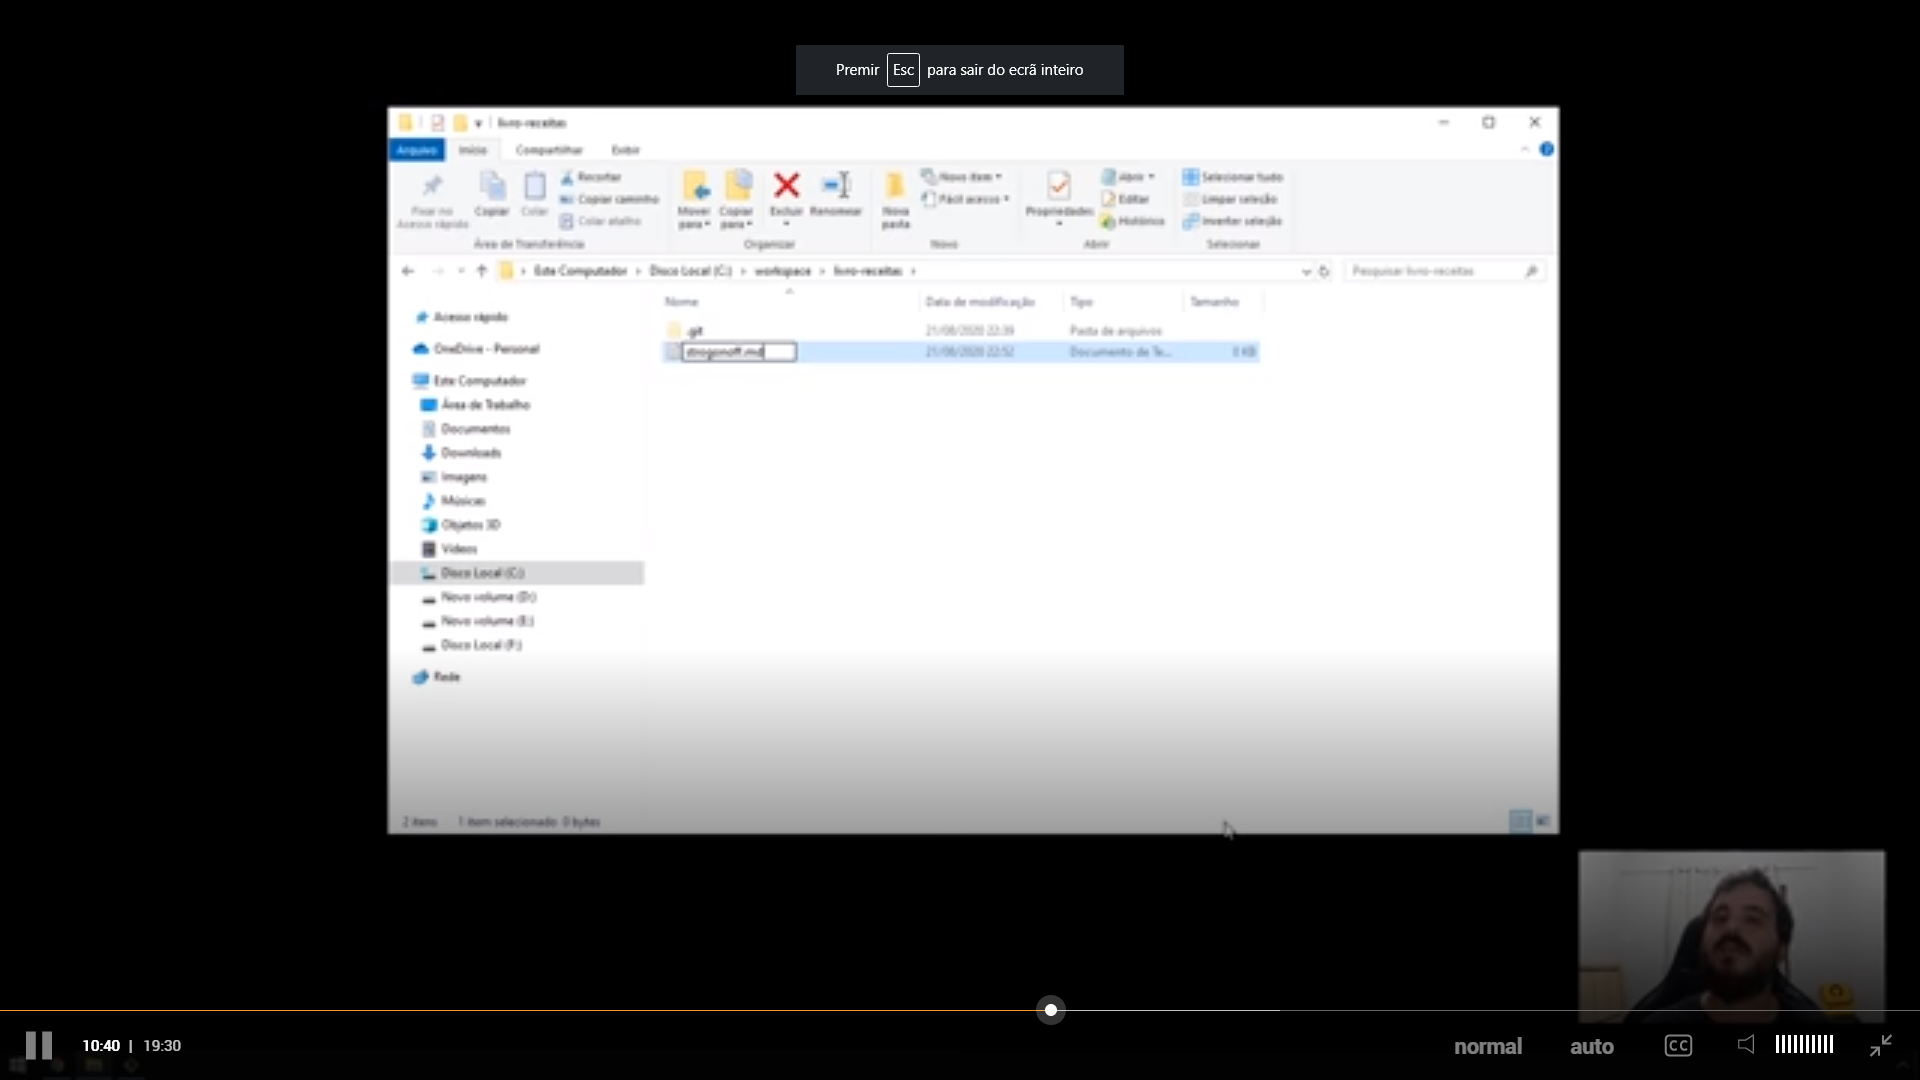 Premir Esc para sair do ecrã inteiro
livro-receitas
Arquivo Início Compartilhar Exibir
Fixar no Acesso rápido
Copiar
Colar
Recortar
Copiar caminho
Colar atalho
Área de Transferência
Mover para
Copiar para
Excluir
Renomear
Organizar
Nova pasta
Novo item
Fácil acesso
Novo
Propriedades
Abrir
Editar
Histórico
Abrir
Selecionar tudo
Limpar seleção
Inverter seleção
Selecionar
Este Computador > Disco Local (C:) > workspace > livro-receitas >
Pesquisar livro-receitas
Nome Data de modificação Tipo Tamanho
.git 21/08/2020 22:39 Pasta de arquivos
strogonoff.md 21/08/2020 22:52 Documento de Te... 0 KB
Acesso rápido
OneDrive - Personal
Este Computador
Área de Trabalho
Documentos
Downloads
Imagens
Músicas
Objetos 3D
Vídeos
Disco Local (C:)
Novo volume (D:)
Novo volume (E:)
Disco Local (F:)
Rede
2 itens 1 item selecionado 0 bytes
10:40 | 19:30
normal auto CC